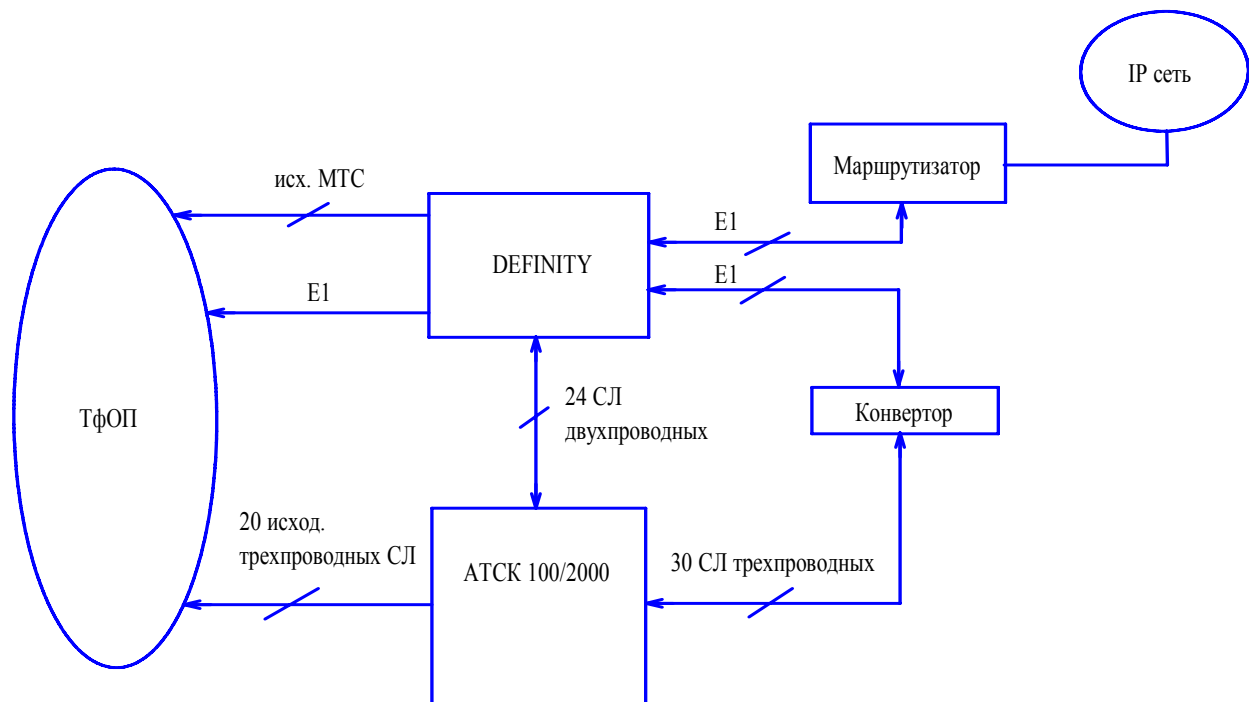 IP сеть
Маршрутизатор
исх. МТС
E1
DEFINITY
E1
E1
ТфОП
24 СЛ
двухпроводных
Конвертор
20 исход.
трехпроводных СЛ
АТСК 100/2000
30 СЛ трехпроводных